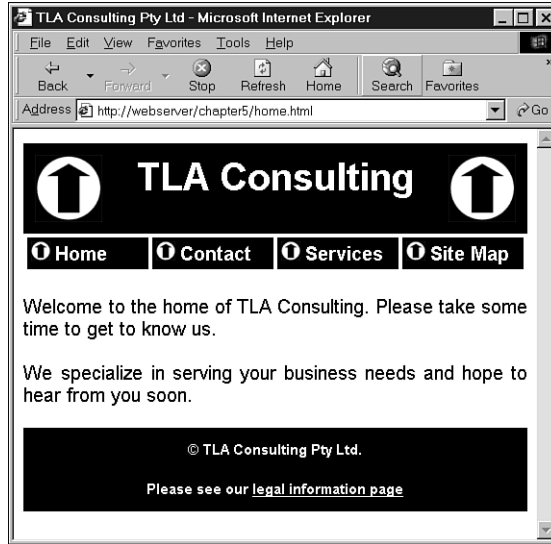 TLA Consulting Pty Ltd - Microsoft Internet Explorer
File Edit View Favorites Tools Help
Back Forward Stop Refresh Home Search Favorites
Address http://webserver/chapter5/home.html Go
TLA Consulting
Home Contact Services Site Map
Welcome to the home of TLA Consulting. Please take some
time to get to know us.
We specialize in serving your business needs and hope to
hear from you soon.
© TLA Consulting Pty Ltd.
Please see our legal information page